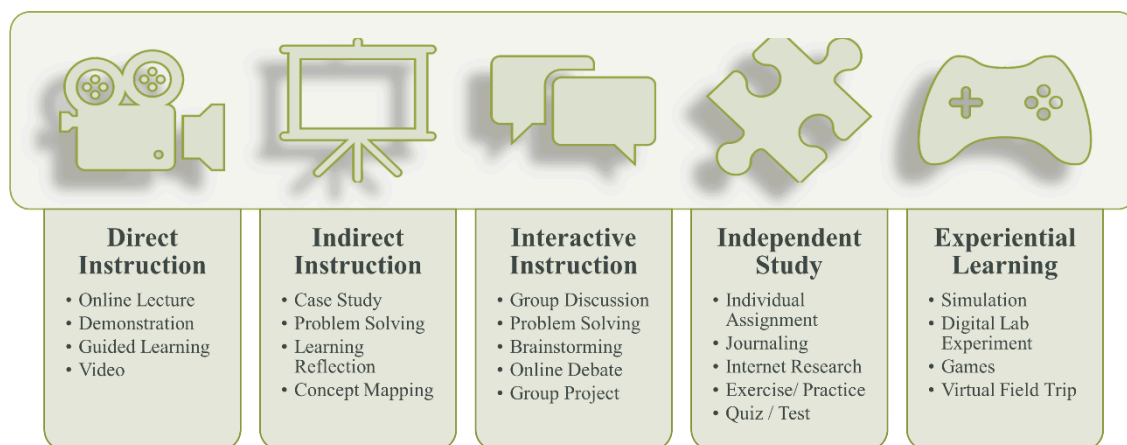 Direct
Instruction
• Online Lecture
• Demonstration
• Guided Learning
• Video
Indirect
Instruction
• Case Study
• Problem Solving
• Learning
Reflection
• Concept Mapping
Interactive
Instruction
• Group Discussion
• Problem Solving
• Brainstorming
• Online Debate
• Group Project
Independent
Study
• Individual
Assignment
• Journaling
• Internet Research
• Exercise/ Practice
• Quiz / Test
Experiential
Learning
• Simulation
• Digital Lab
Experiment
• Games
• Virtual Field Trip